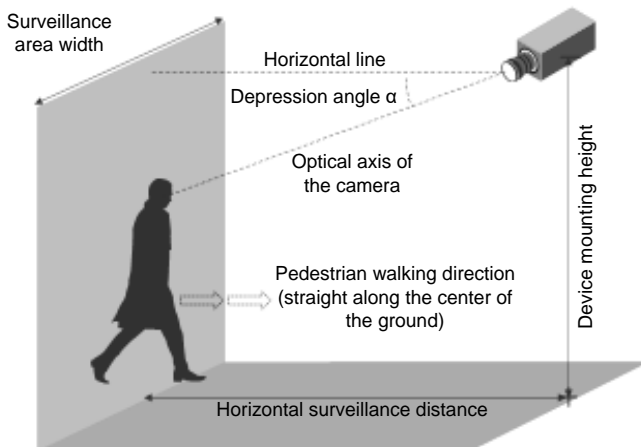 Surveillance
area width
Horizontal line
Depression angle α
Optical axis of
the camera
Device mounting height
Pedestrian walking direction
(straight along the center of
the ground)
Horizontal surveillance distance